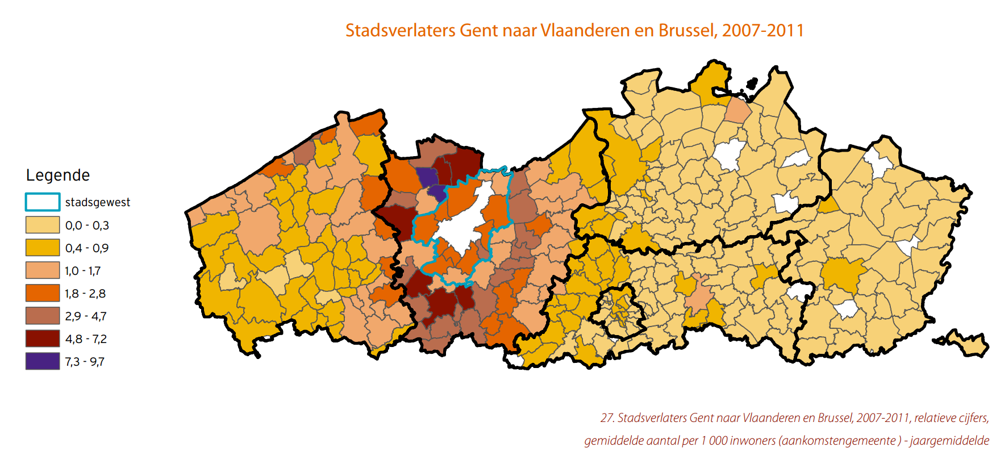 Stadsverlaters Gent naar Vlaanderen en Brussel, 2007-2011
Legende
stadsgewest
0,0 - 0,3
0,4 - 0,9
1,0 - 1,7
1,8 - 2,8
2,9 - 4,7
4,8 - 7,2
7,3 - 9,7
27. Stadsverlaters Gent naar Vlaanderen en Brussel, 2007-2011, relatieve cijfers,
gemiddelde aantal per 1 000 inwoners (aankomstengemeente ) - jaargemiddelde